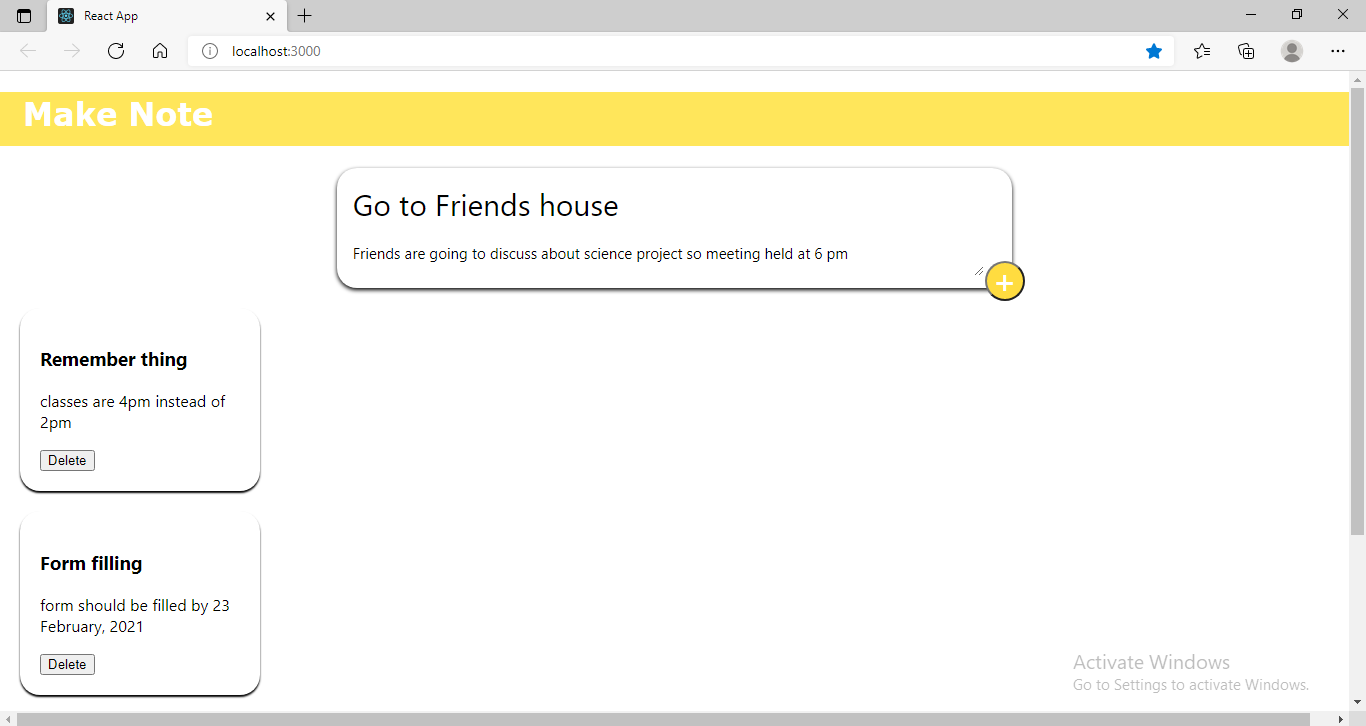 React App
localhost:3000
Make Note
Go to Friends house
Friends are going to discuss about science project so meeting held at 6 pm
Remember thing
classes are 4pm instead of
2pm
Delete
Form filling
form should be filled by 23
February, 2021
Delete
Activate Windows
Go to Settings to activate Windows.